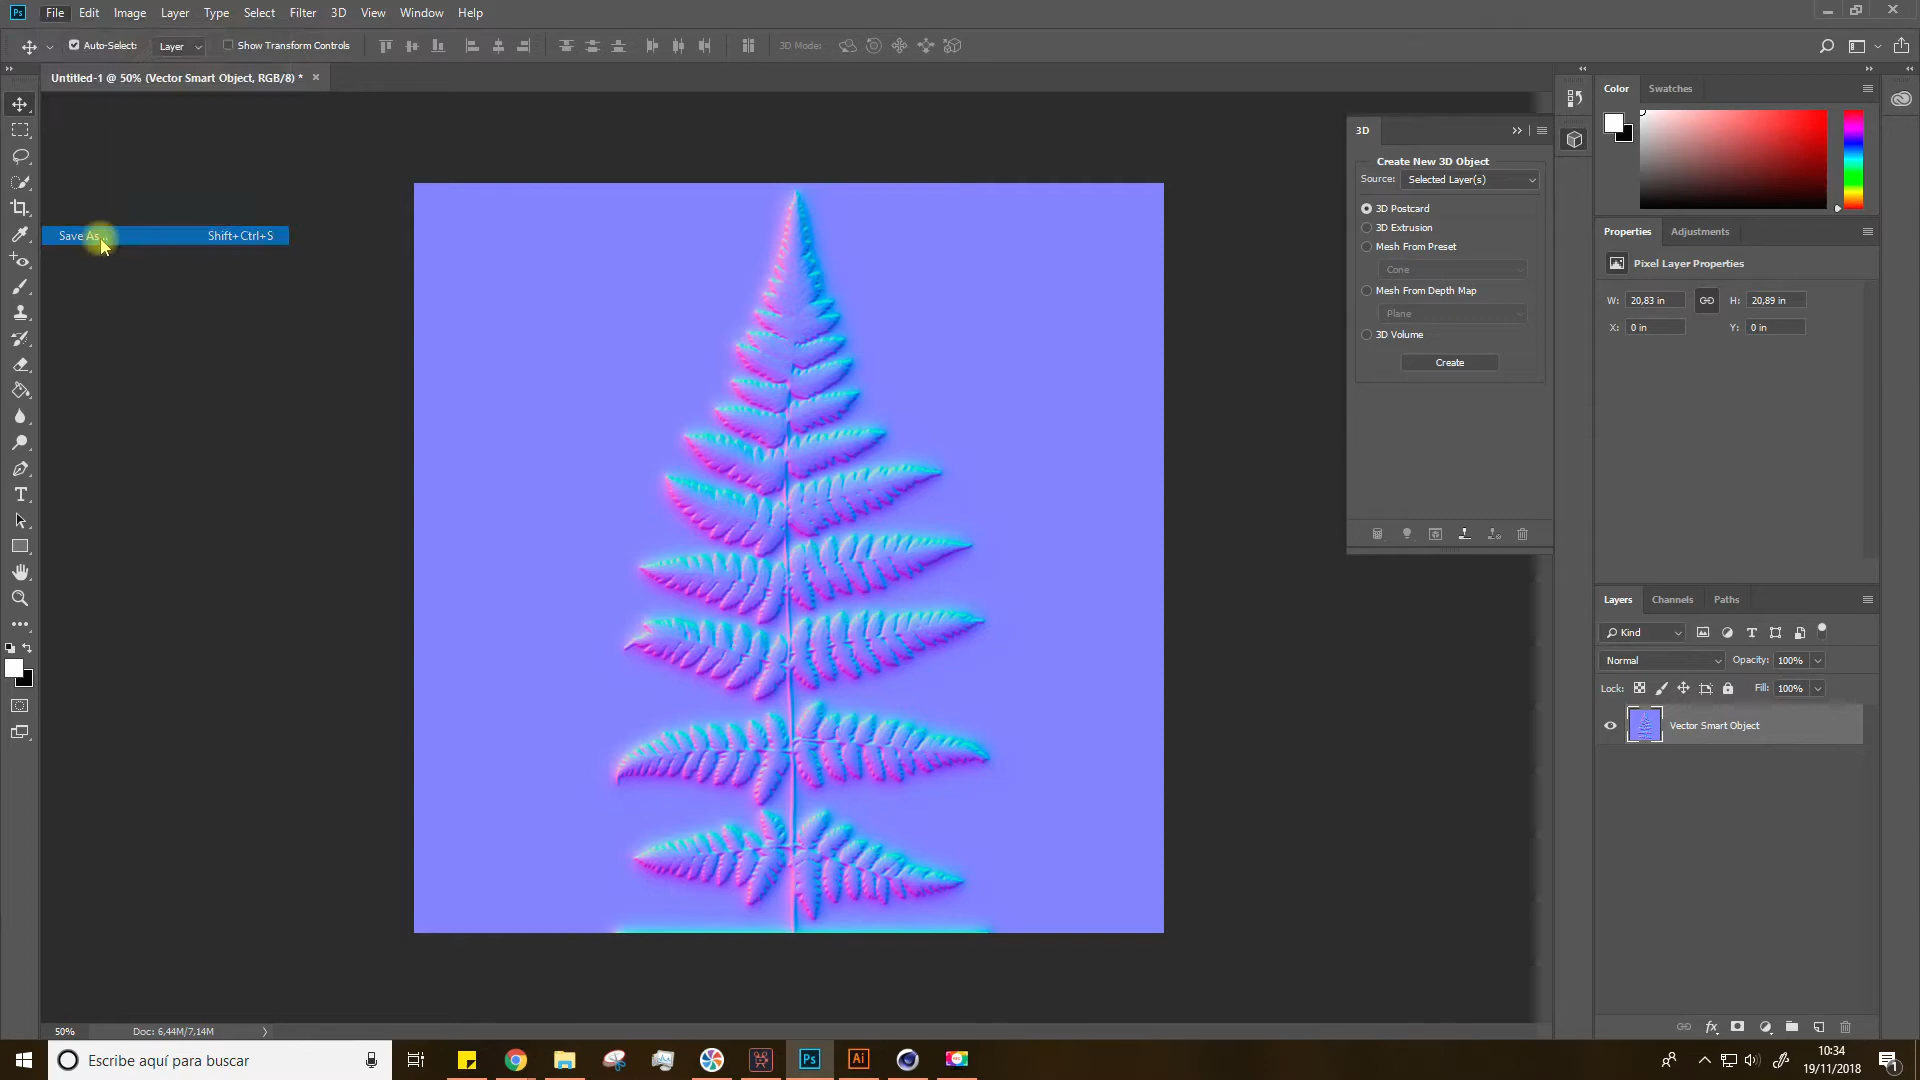 Ps File Edit Image Layer Type Select Filter 3D View Window Help
Auto-Select: Layer Show Transform Controls 3D Mode:
Untitled-1 @ 50% (Vector Smart Object, RGB/8) * ×
Color Swatches
3D
Create New 3D Object
Source: Selected Layer(s)
3D Postcard
3D Extrusion
Mesh From Preset
Cone
Mesh From Depth Map
Plane
3D Volume
Create
Save As... Shift+Ctrl+S
Properties Adjustments
Pixel Layer Properties
W: 20,83 in H: 20,89 in
X: 0 in Y: 0 in
Layers Channels Paths
Kind
Normal Opacity: 100%
Lock: Fill: 100%
Vector Smart Object
fx
50% Doc: 6,44M/7,14M
Escribe aquí para buscar
Ps Ai
10:34
19/11/2018
1